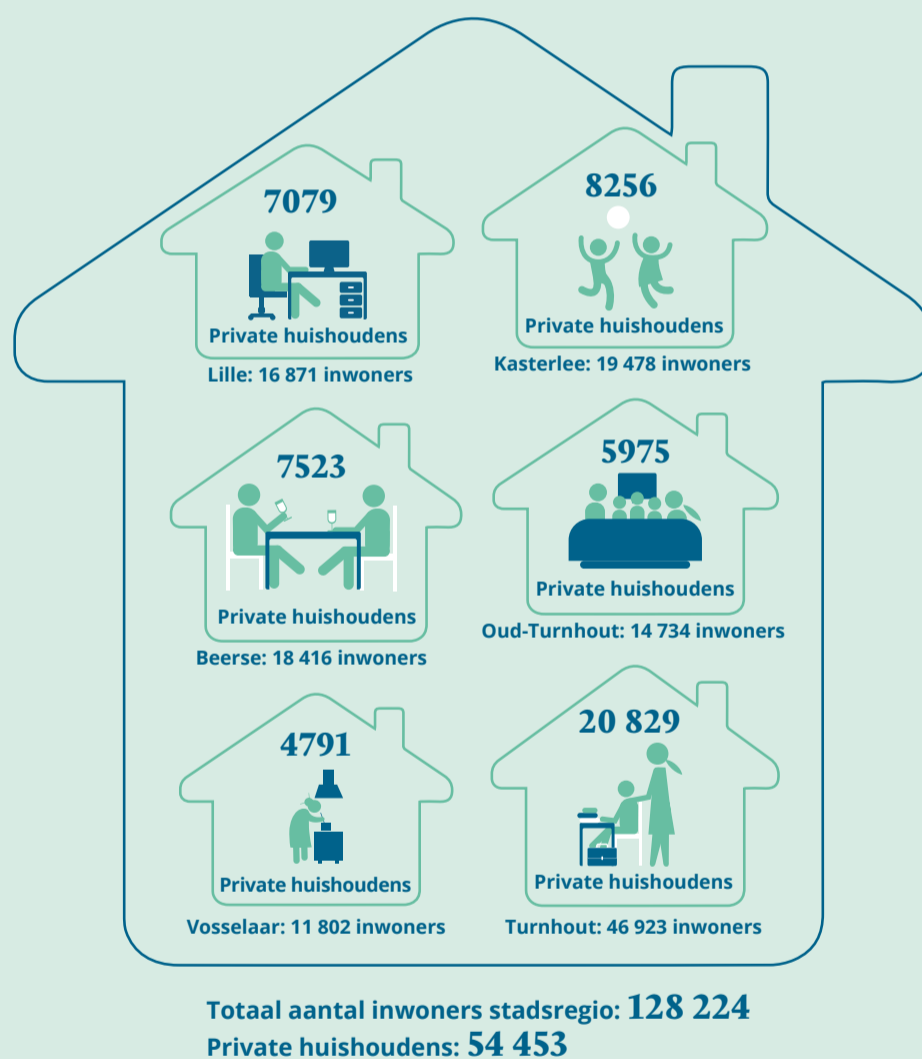 7079
Private huishoudens
Lille: 16 871 inwoners
8256
Private huishoudens
Kasterlee: 19 478 inwoners
7523
Private huishoudens
Beerse: 18 416 inwoners
5975
Private huishoudens
Oud-Turnhout: 14 734 inwoners
4791
Private huishoudens
Vosselaar: 11 802 inwoners
20 829
Private huishoudens
Turnhout: 46 923 inwoners
Totaal aantal inwoners stadsregio: 128 224
Private huishoudens: 54 453